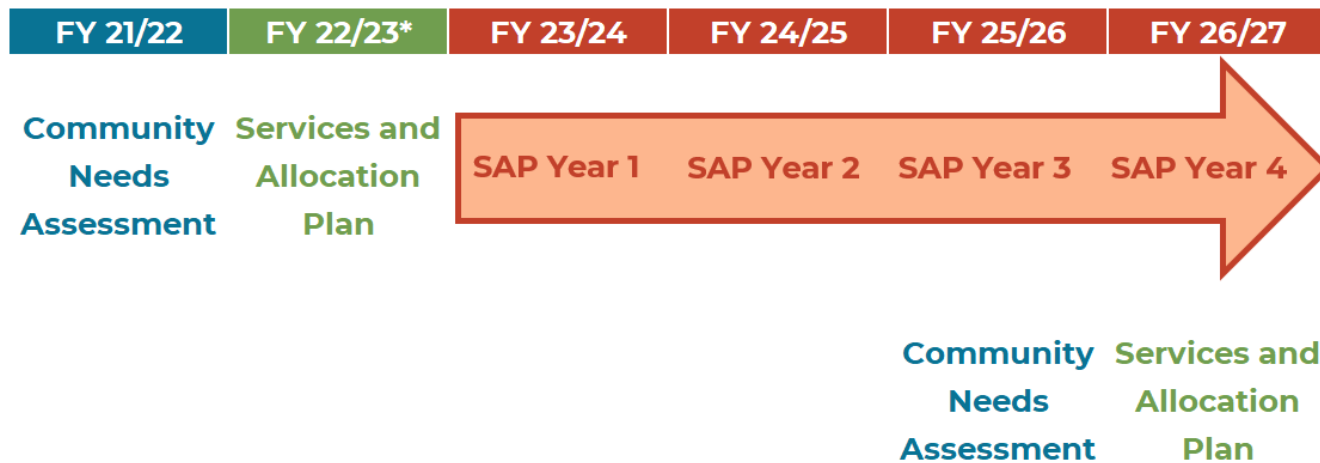 FY 21/22 FY 22/23* FY 23/24 FY 24/25 FY 25/26 FY 26/27
Community
Needs
Assessment
Services and
Allocation
Plan
SAP Year 1 SAP Year 2 SAP Year 3 SAP Year 4
Community
Needs
Assessment
Services and
Allocation
Plan